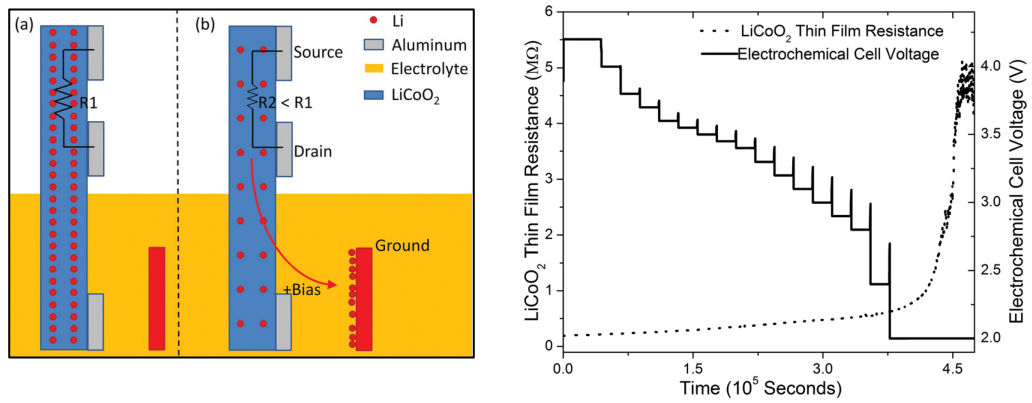 (a)
(b)
Li
Aluminum
Electrolyte
LiCoO₂
Source
R1
R2 < R1
Drain
Ground
+Bias
LiCoO₂ Thin Film Resistance
Electrochemical Cell Voltage
LiCoO₂ Thin Film Resistance (MΩ)
6
5
4
3
2
1
0
Electrochemical Cell Voltage (V)
4.0
3.5
3.0
2.4
2.0
0.0
1.5
3.0
4.5
Time (10⁵ Seconds)